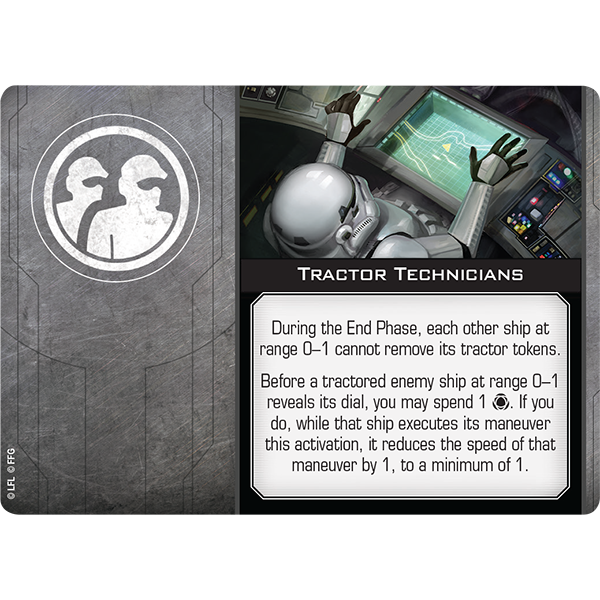 Tractor Technicians
During the End Phase, each other ship at
range 0–1 cannot remove its tractor tokens.
Before a tractored enemy ship at range 0–1
reveals its dial, you may spend 1 . If you
do, while that ship executes its maneuver
this activation, it reduces the speed of that
maneuver by 1, to a minimum of 1.
© LFL © FFG